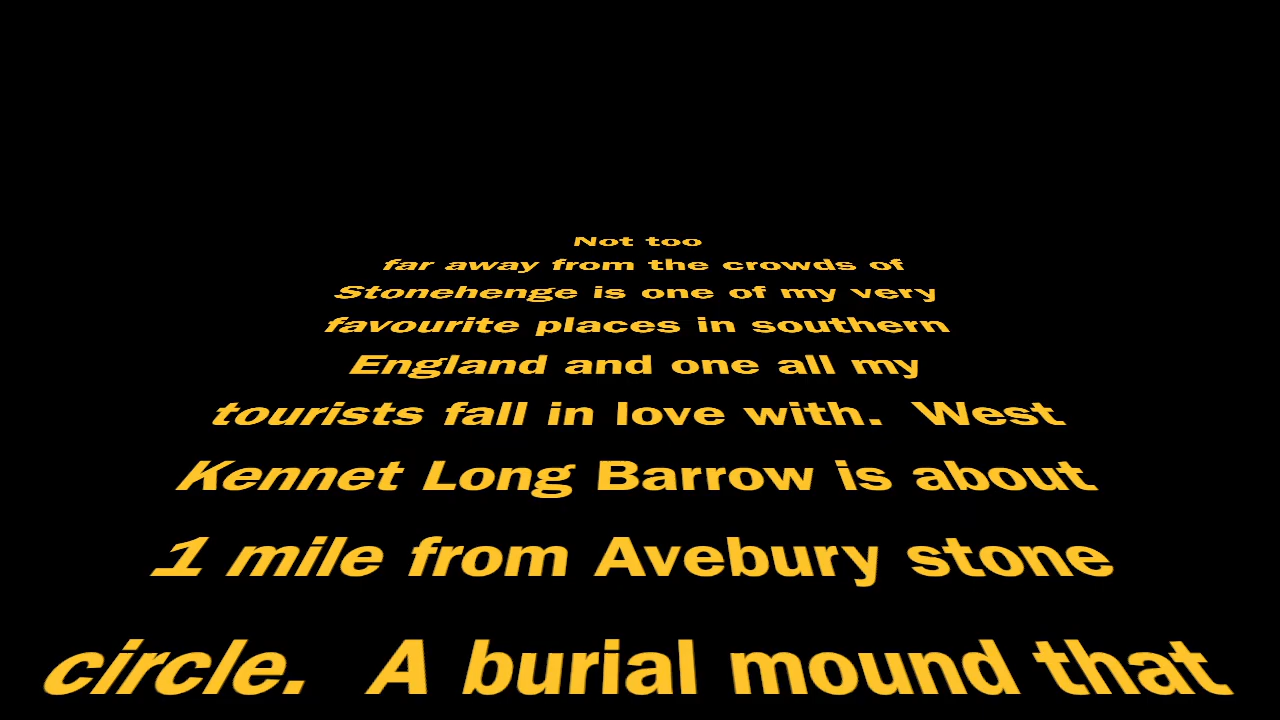 Not too
far away from the crowds of
Stonehenge is one of my very
favourite places in southern
England and one all my
tourists fall in love with.  West
Kennet Long Barrow is about
1 mile from Avebury stone
circle.  A burial mound that